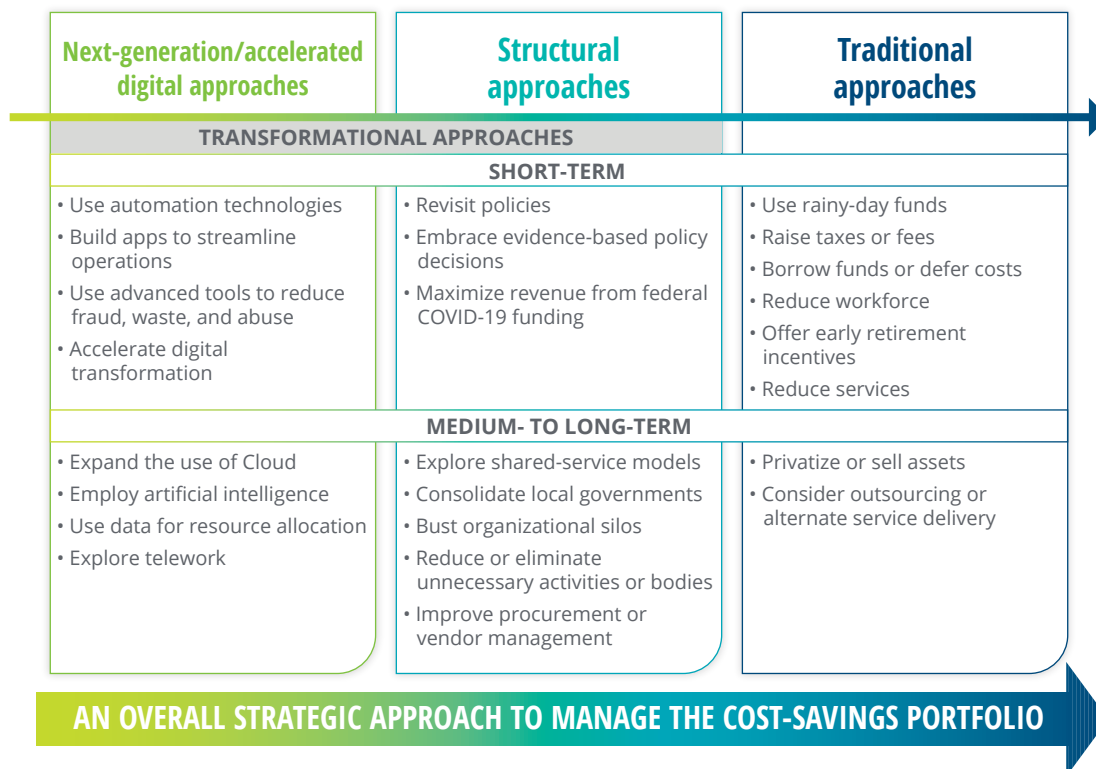 Next-generation/accelerated
digital approaches
Structural
approaches
Traditional
approaches
TRANSFORMATIONAL APPROACHES
SHORT-TERM
• Use automation technologies
• Build apps to streamline
operations
• Use advanced tools to reduce
fraud, waste, and abuse
• Accelerate digital
transformation
• Revisit policies
• Embrace evidence-based policy
decisions
• Maximize revenue from federal
COVID-19 funding
• Use rainy-day funds
• Raise taxes or fees
• Borrow funds or defer costs
• Reduce workforce
• Offer early retirement
incentives
• Reduce services
MEDIUM- TO LONG-TERM
• Expand the use of Cloud
• Employ artificial intelligence
• Use data for resource allocation
• Explore telework
• Explore shared-service models
• Consolidate local governments
• Bust organizational silos
• Reduce or eliminate
unnecessary activities or bodies
• Improve procurement or
vendor management
• Privatize or sell assets
• Consider outsourcing or
alternate service delivery
AN OVERALL STRATEGIC APPROACH TO MANAGE THE COST-SAVINGS PORTFOLIO